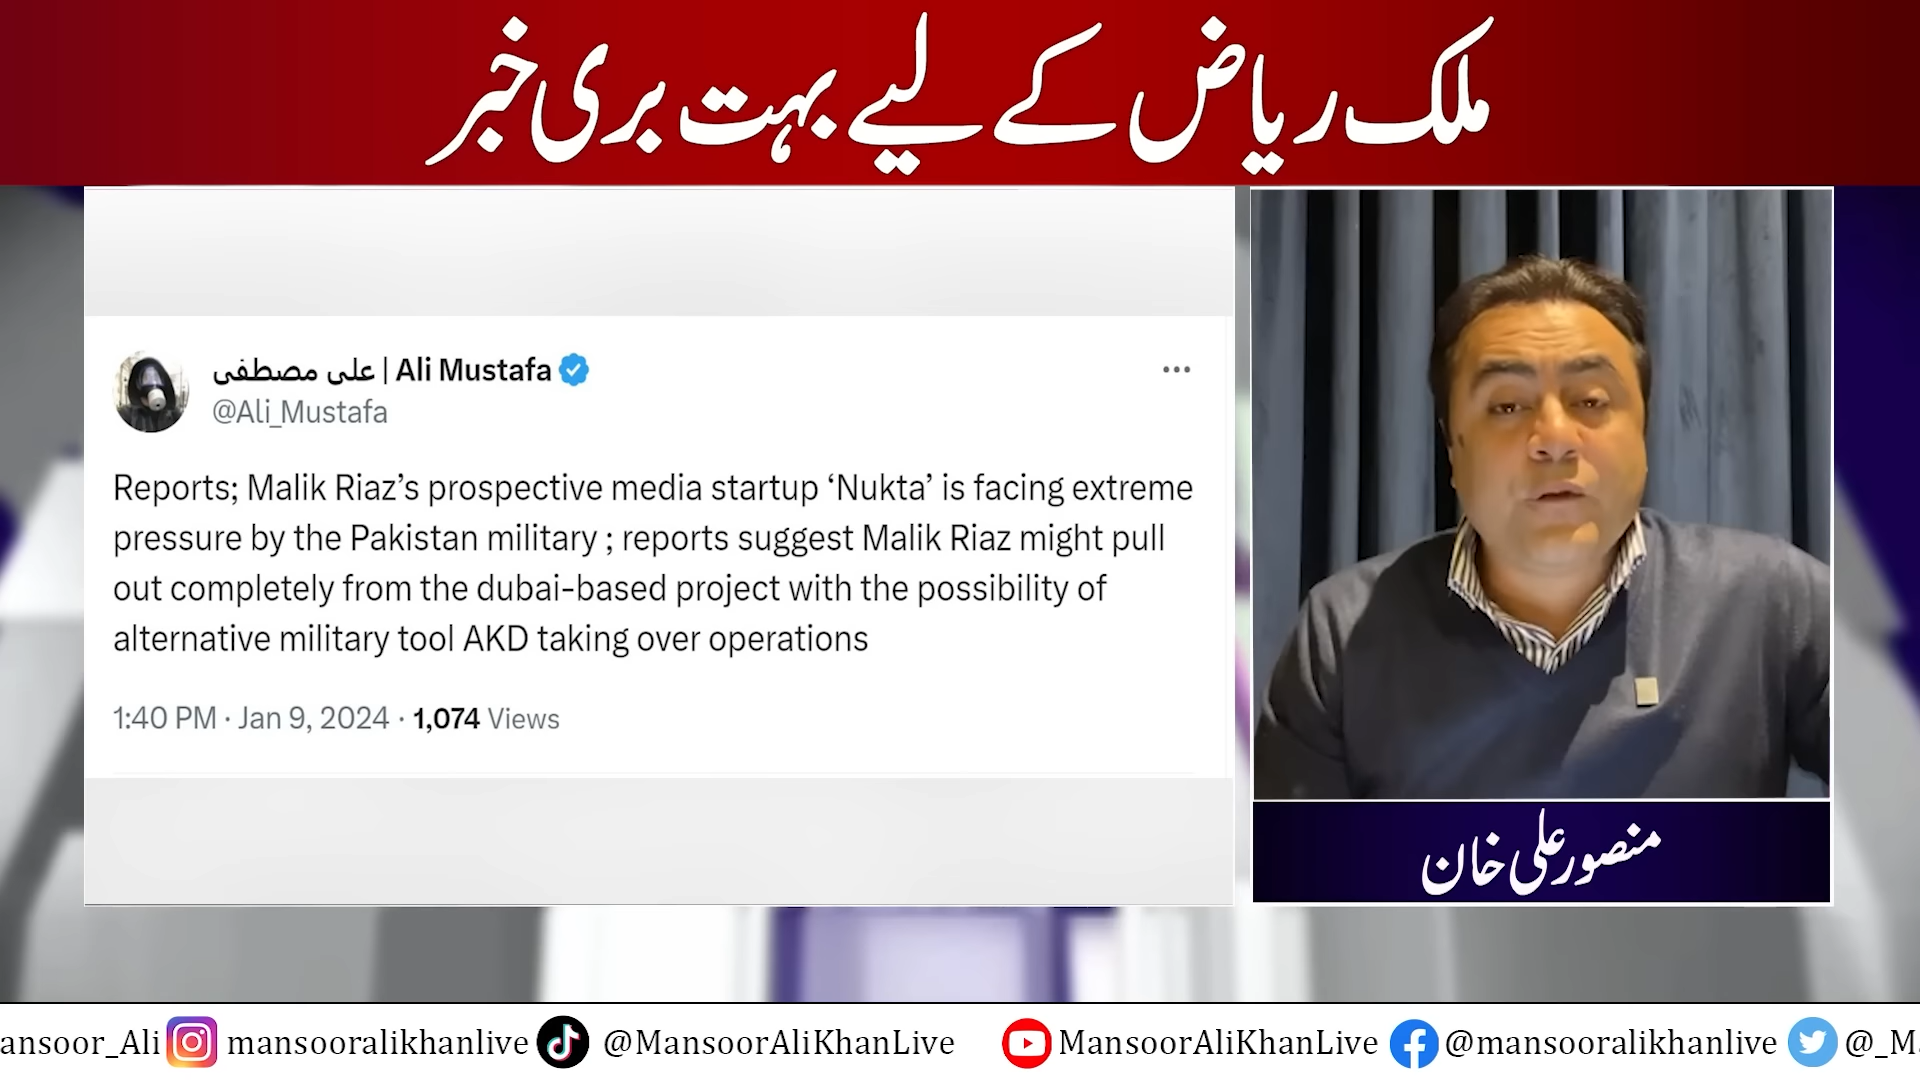 ملک ریاض کے لیے بہت بری خبر
علی مصطفی | Ali Mustafa
@Ali_Mustafa
Reports; Malik Riaz’s prospective media startup ‘Nukta’ is facing extreme
pressure by the Pakistan military ; reports suggest Malik Riaz might pull
out completely from the dubai-based project with the possibility of
alternative military tool AKD taking over operations
1:40 PM · Jan 9, 2024 · 1,074 Views
منصور علی خان
ansoor_Ali mansooralikhanlive @MansoorAliKhanLive MansoorAliKhanLive @mansooralikhanlive @_M